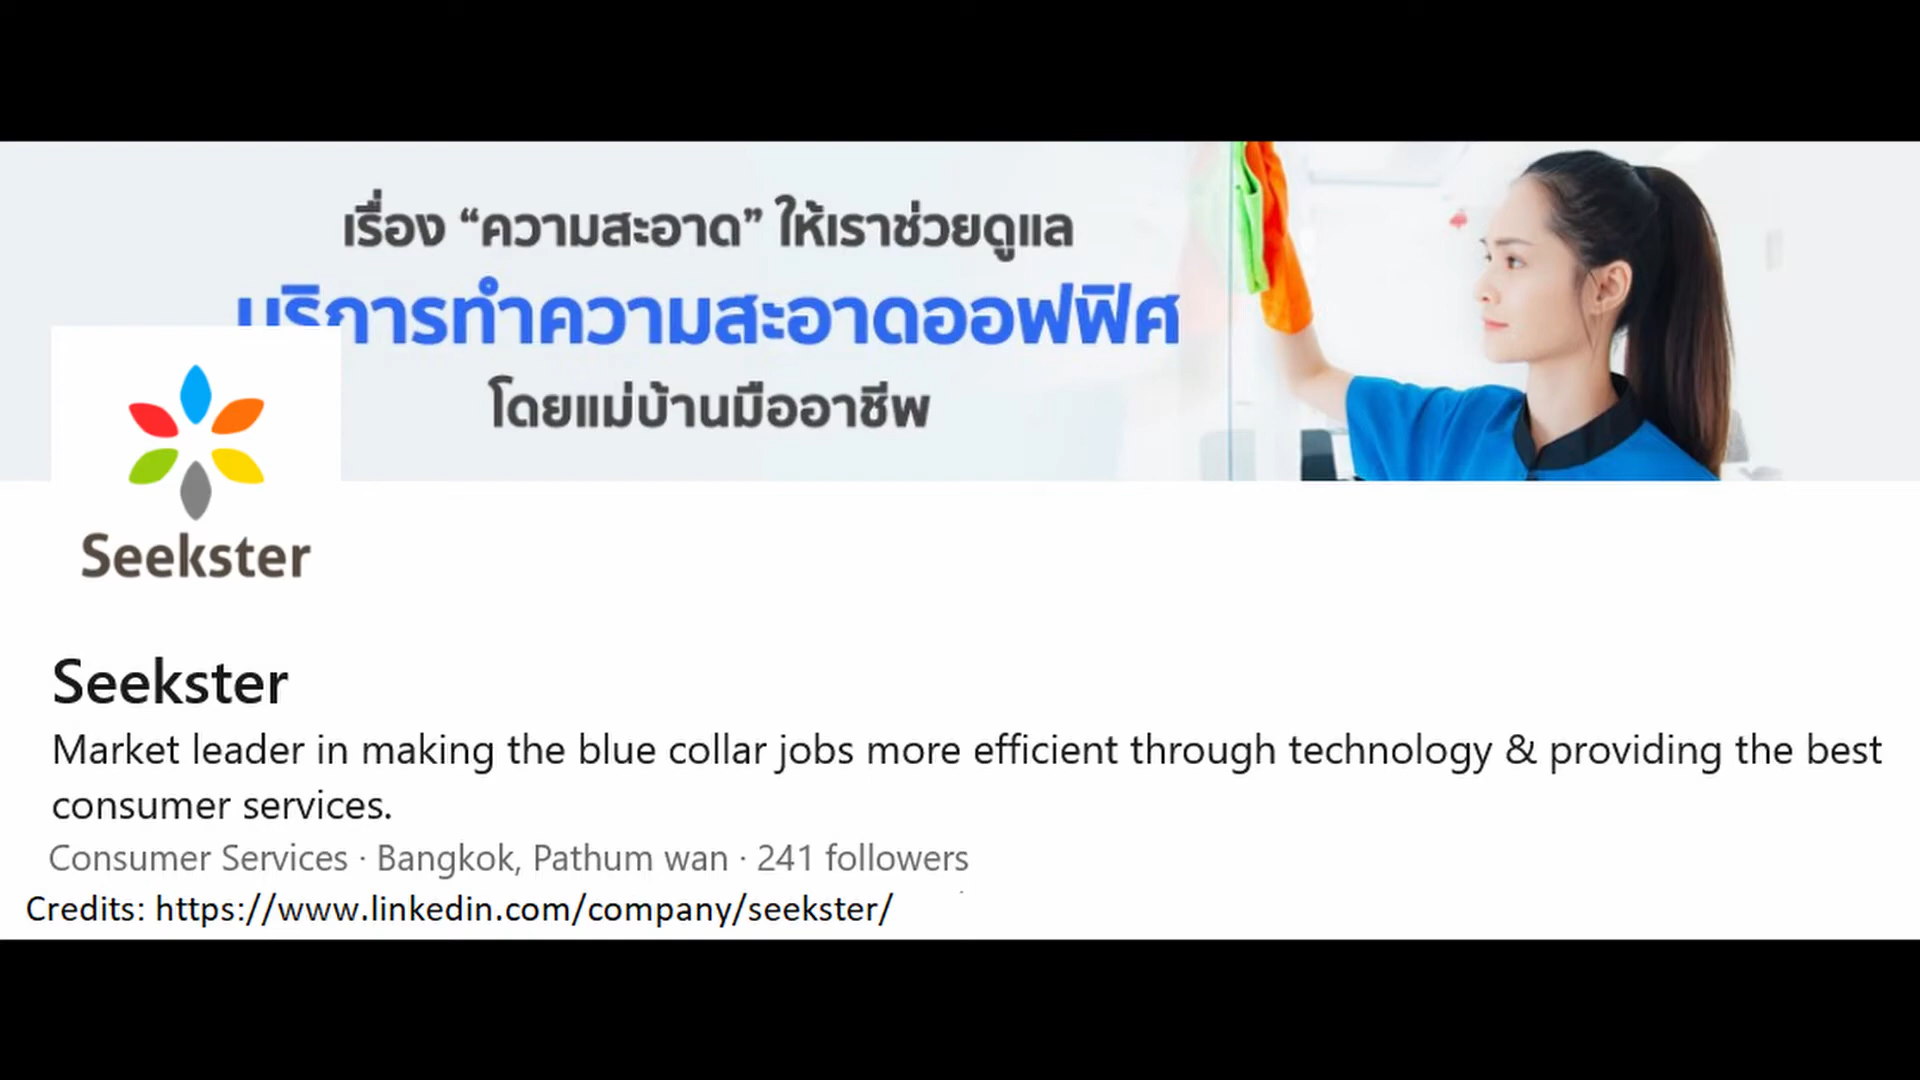 เรื่อง “ความสะอาด” ให้เราช่วยดูแล
บริการทำความสะอาดออฟฟิศ
โดยแม่บ้านมืออาชีพ
Seekster
Seekster
Market leader in making the blue collar jobs more efficient through technology & providing the best
consumer services.
Consumer Services · Bangkok, Pathum wan · 241 followers
Credits: https://www.linkedin.com/company/seekster/